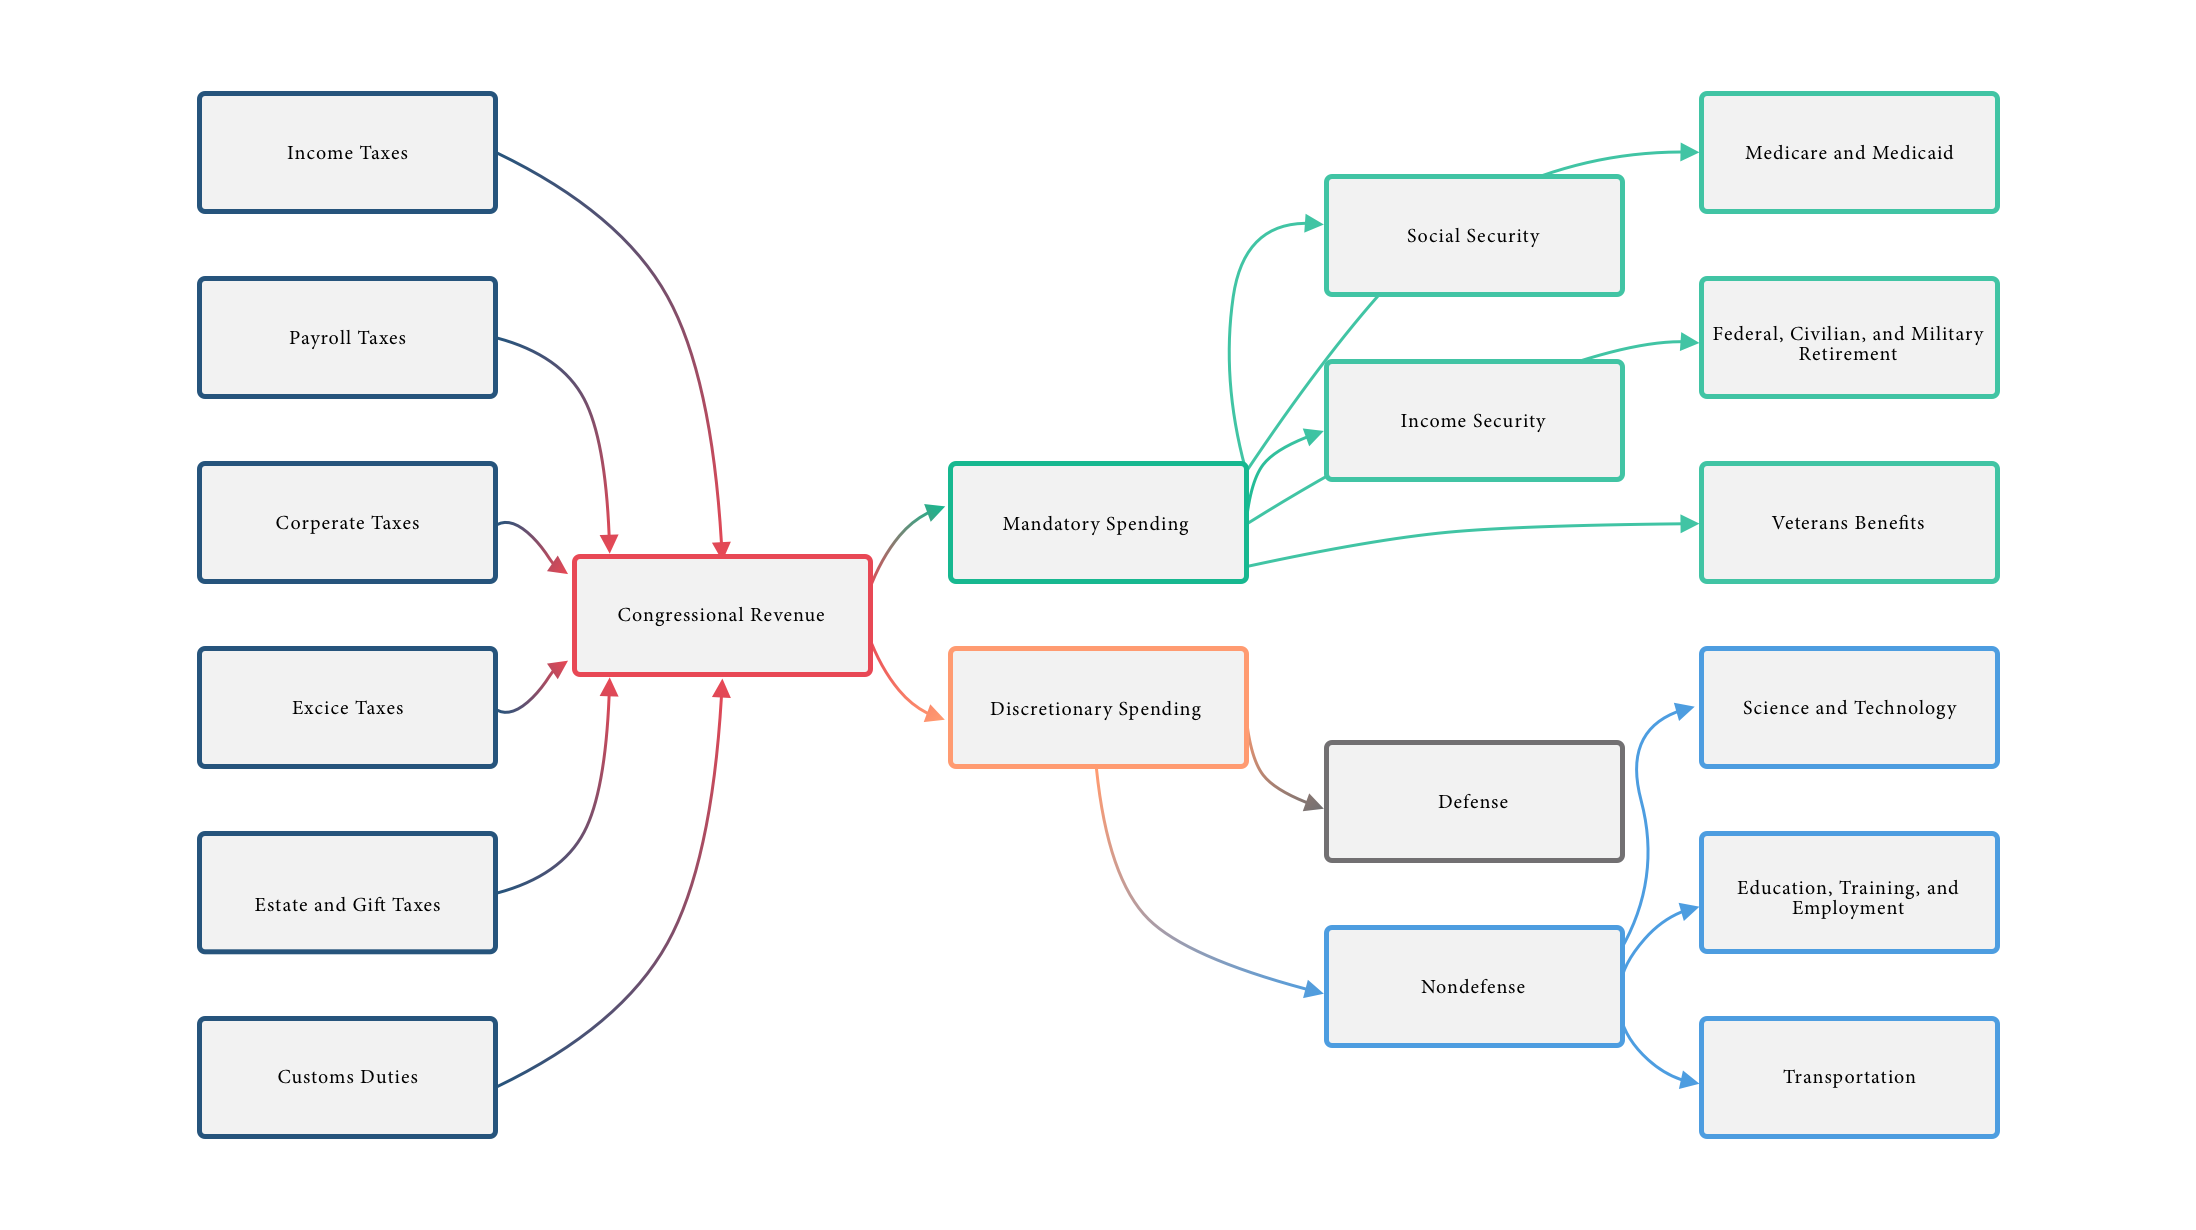 Income Taxes
Payroll Taxes
Corperate Taxes
Excice Taxes
Estate and Gift Taxes
Customs Duties
Congressional Revenue
Mandatory Spending
Discretionary Spending
Social Security
Income Security
Defense
Nondefense
Medicare and Medicaid
Federal, Civilian, and Military
Retirement
Veterans Benefits
Science and Technology
Education, Training, and
Employment
Transportation